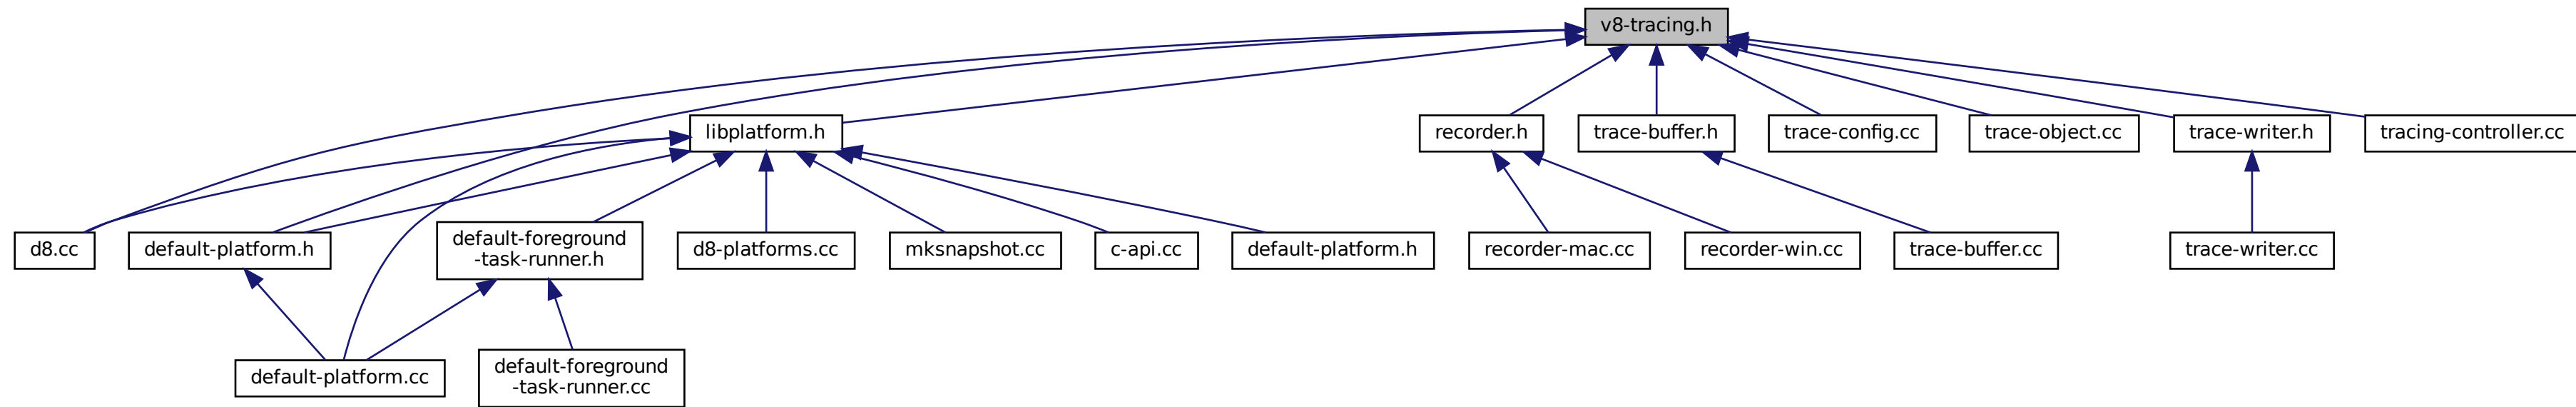 v8-tracing.h
libplatform.h
recorder.h
trace-buffer.h
trace-config.cc
trace-object.cc
trace-writer.h
tracing-controller.cc
d8.cc
default-platform.h
default-foreground
-task-runner.h
d8-platforms.cc
mksnapshot.cc
c-api.cc
default-platform.h
recorder-mac.cc
recorder-win.cc
trace-buffer.cc
trace-writer.cc
default-platform.cc
default-foreground
-task-runner.cc